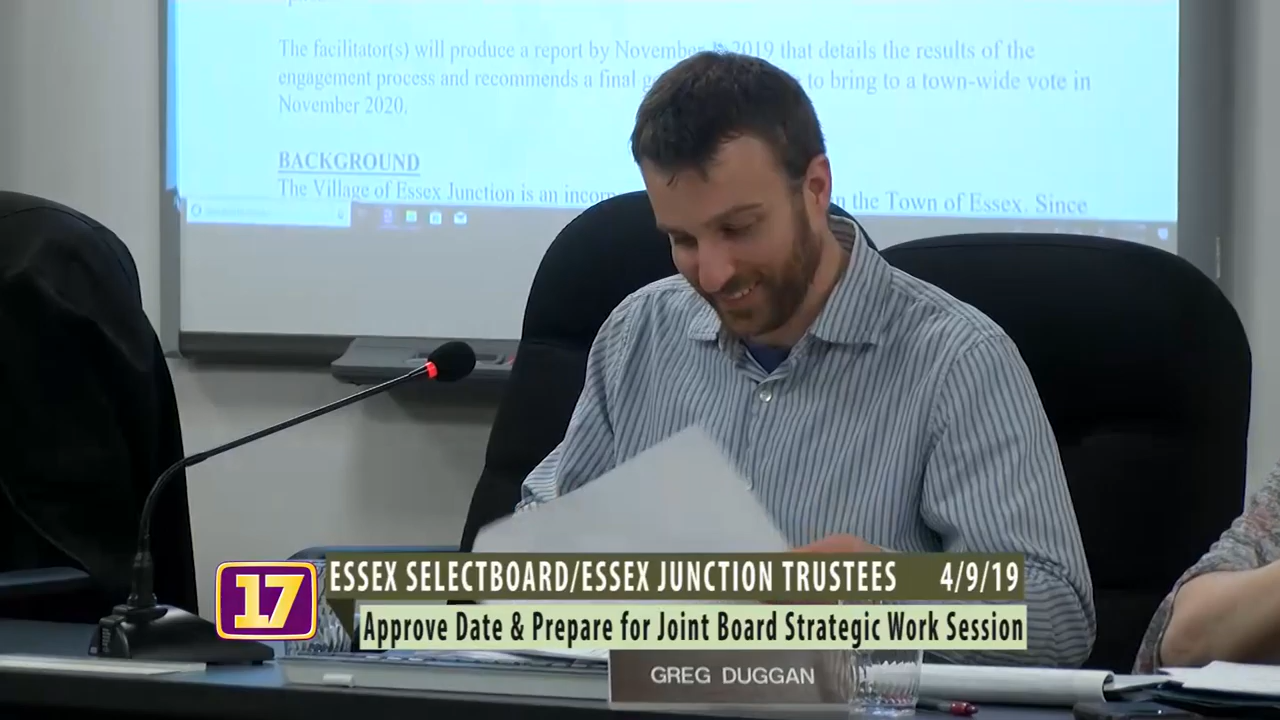 The facilitator(s) will produce a report by November 2019 that details the results of the
engagement process and recommends a final to bring to a town-wide vote in
November 2020.
BACKGROUND
The Village of Essex Junction is an in the Town of Essex. Since
17
ESSEX SELECTBOARD/ESSEX JUNCTION TRUSTEES 4/9/19
Approve Date & Prepare for Joint Board Strategic Work Session
GREG DUGGAN